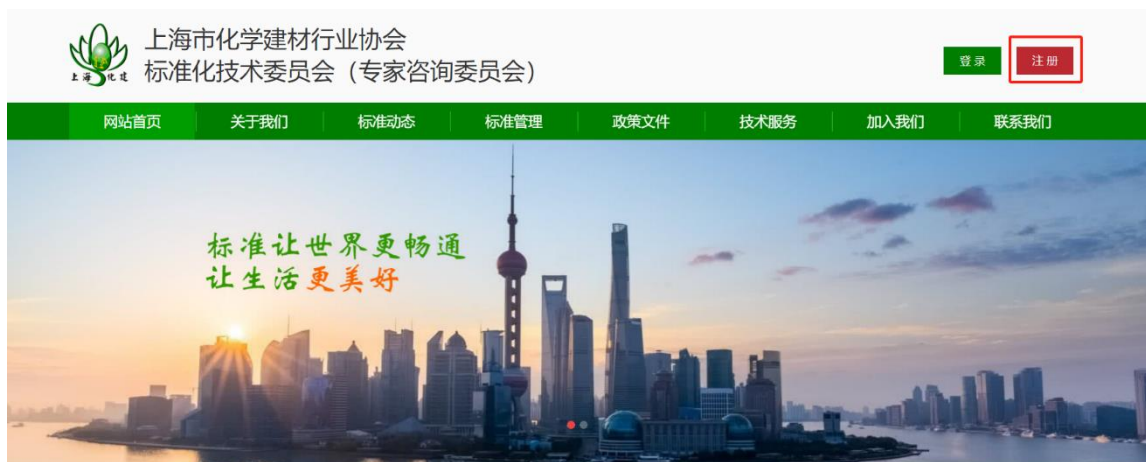 上海市化学建材行业协会
标准化技术委员会（专家咨询委员会）
上海化建
登录
注册
网站首页
关于我们
标准动态
标准管理
政策文件
技术服务
加入我们
联系我们
标准让世界更畅通
让生活更美好